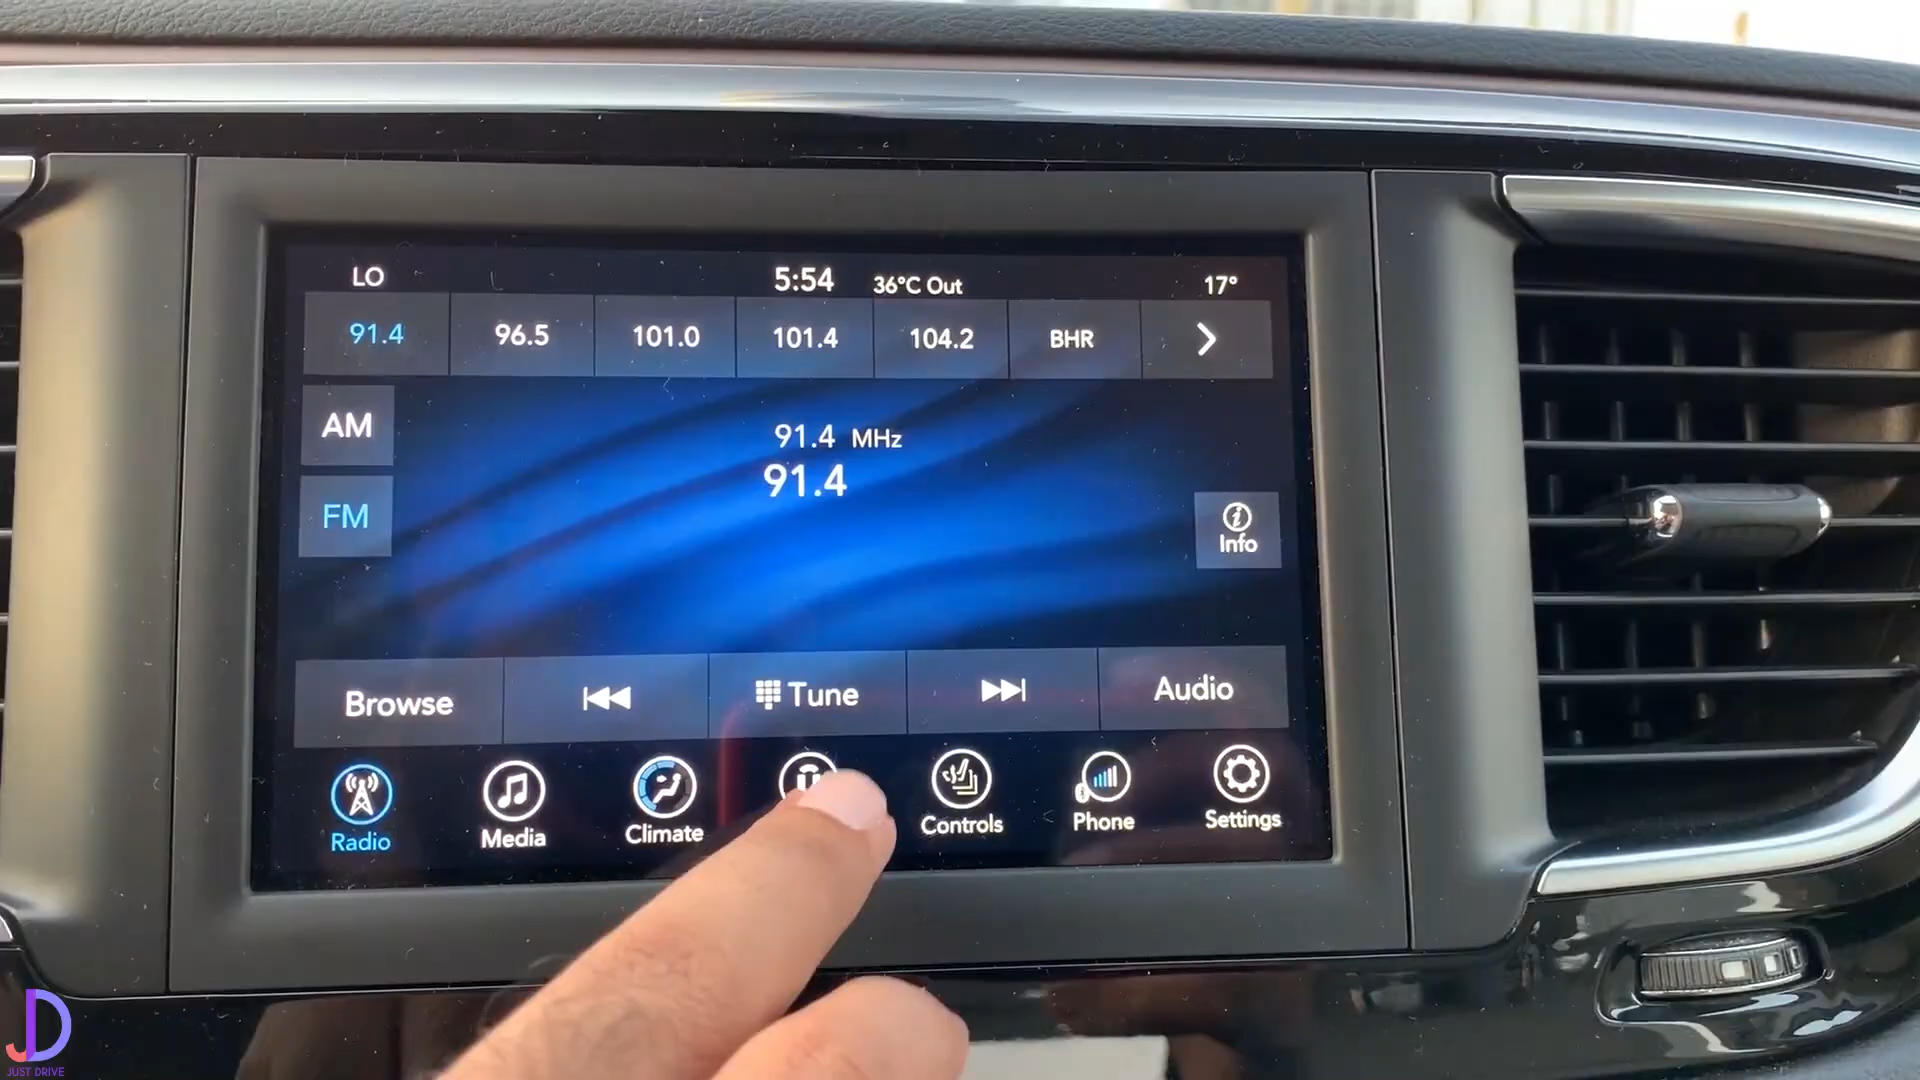 LO 5:54 36°C Out 17°
91.4 96.5 101.0 101.4 104.2 BHR
AM
91.4 MHz
91.4
FM
Info
Browse Tune Audio
Radio Media Climate Controls Phone Settings
JD
JUST DRIVE